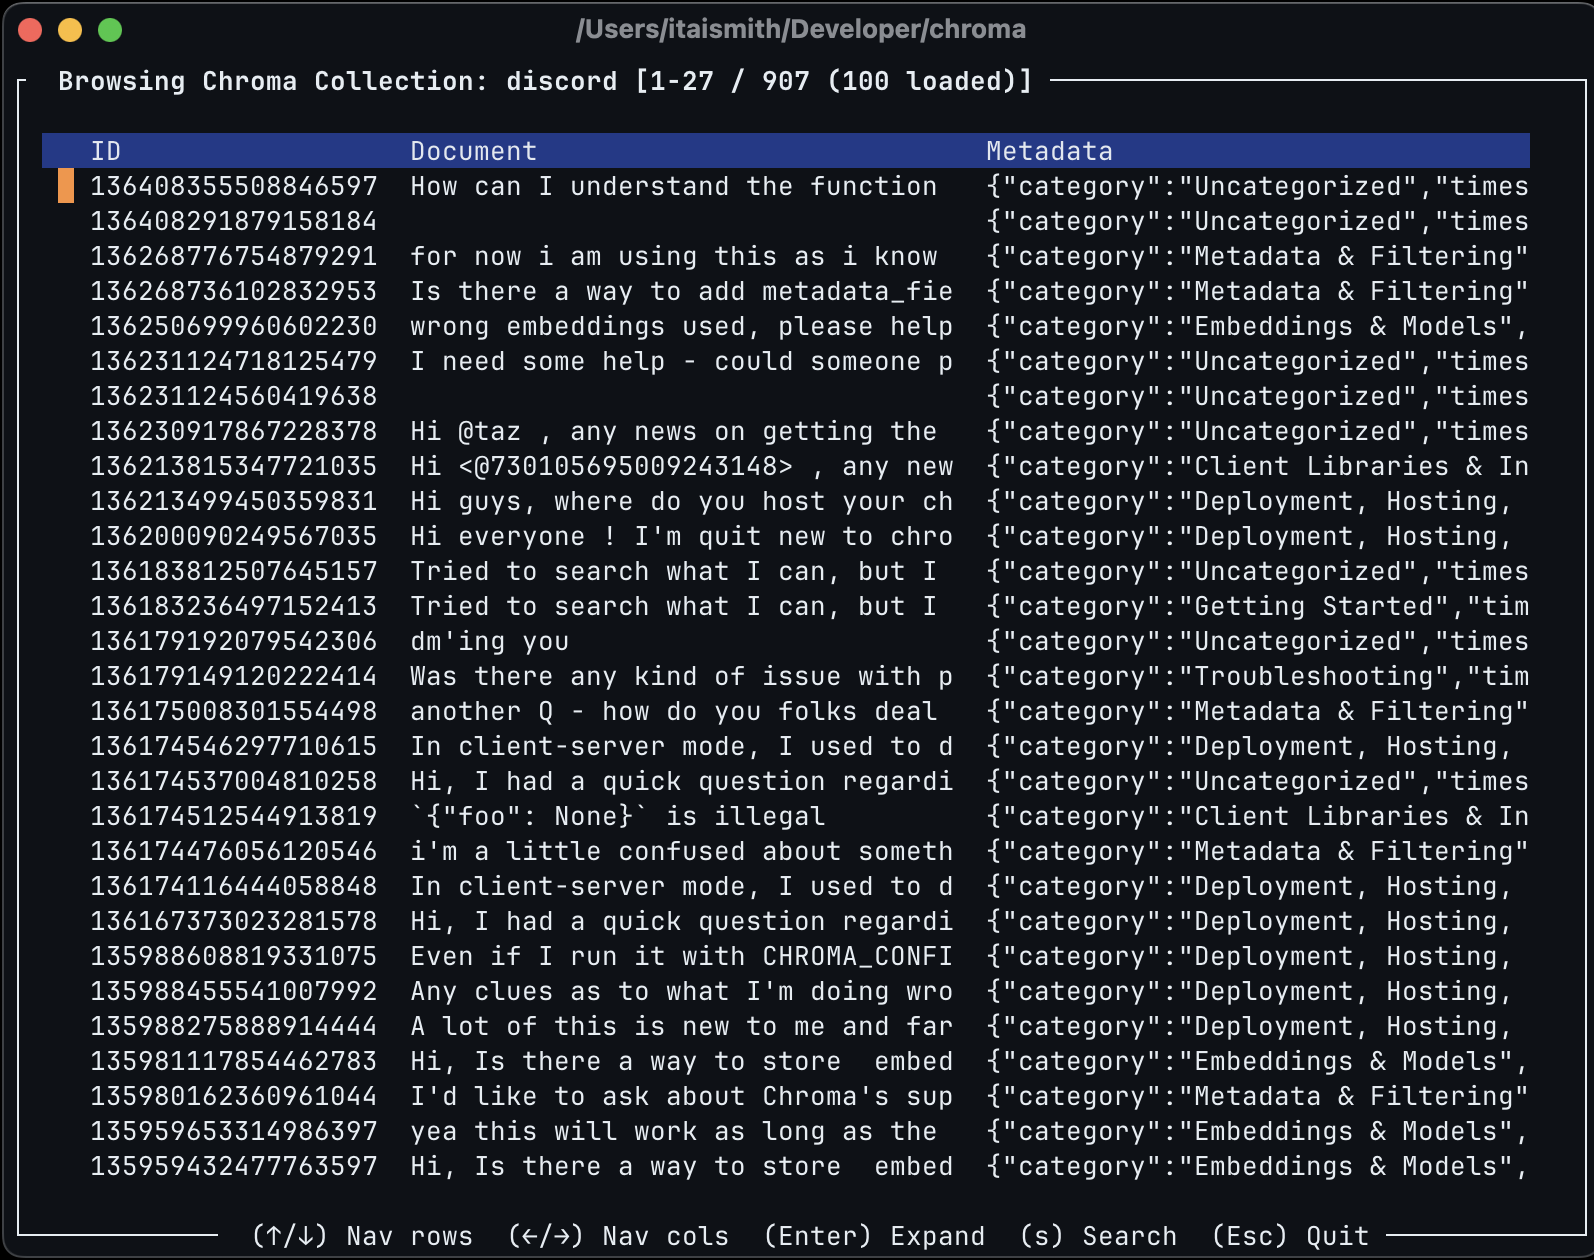 /Users/itaismith/Developer/chroma
Browsing Chroma Collection: discord [1-27 / 907 (100 loaded)]
ID Document Metadata
136408355508846597 How can I understand the function {"category":"Uncategorized","times
136408291879158184 {"category":"Uncategorized","times
136268776754879291 for now i am using this as i know {"category":"Metadata & Filtering"
136268736102832953 Is there a way to add metadata_fie {"category":"Metadata & Filtering"
136250699960602230 wrong embeddings used, please help {"category":"Embeddings & Models",
136231124718125479 I need some help - could someone p {"category":"Uncategorized","times
136231124560419638 {"category":"Uncategorized","times
136230917867228378 Hi @taz , any news on getting the {"category":"Uncategorized","times
136213815347721035 Hi <@730105695009243148> , any new {"category":"Client Libraries & In
136213499450359831 Hi guys, where do you host your ch {"category":"Deployment, Hosting,
136200090249567035 Hi everyone ! I'm quit new to chro {"category":"Deployment, Hosting,
136183812507645157 Tried to search what I can, but I {"category":"Uncategorized","times
136183236497152413 Tried to search what I can, but I {"category":"Getting Started","tim
136179192079542306 dm'ing you {"category":"Uncategorized","times
136179149120222414 Was there any kind of issue with p {"category":"Troubleshooting","tim
136175008301554498 another Q - how do you folks deal {"category":"Metadata & Filtering"
136174546297710615 In client-server mode, I used to d {"category":"Deployment, Hosting,
136174537004810258 Hi, I had a quick question regardi {"category":"Uncategorized","times
136174512544913819 `{"foo": None}` is illegal {"category":"Client Libraries & In
136174476056120546 i'm a little confused about someth {"category":"Metadata & Filtering"
136174116444058848 In client-server mode, I used to d {"category":"Deployment, Hosting,
136167373023281578 Hi, I had a quick question regardi {"category":"Deployment, Hosting,
135988608819331075 Even if I run it with CHROMA_CONFI {"category":"Deployment, Hosting,
135988455541007992 Any clues as to what I'm doing wro {"category":"Deployment, Hosting,
135988275888914444 A lot of this is new to me and far {"category":"Deployment, Hosting,
135981117854462783 Hi, Is there a way to store  embed {"category":"Embeddings & Models",
135980162360961044 I'd like to ask about Chroma's sup {"category":"Metadata & Filtering"
135959653314986397 yea this will work as long as the {"category":"Embeddings & Models",
135959432477763597 Hi, Is there a way to store  embed {"category":"Embeddings & Models",
(↑/↓) Nav rows (←/→) Nav cols (Enter) Expand (s) Search (Esc) Quit